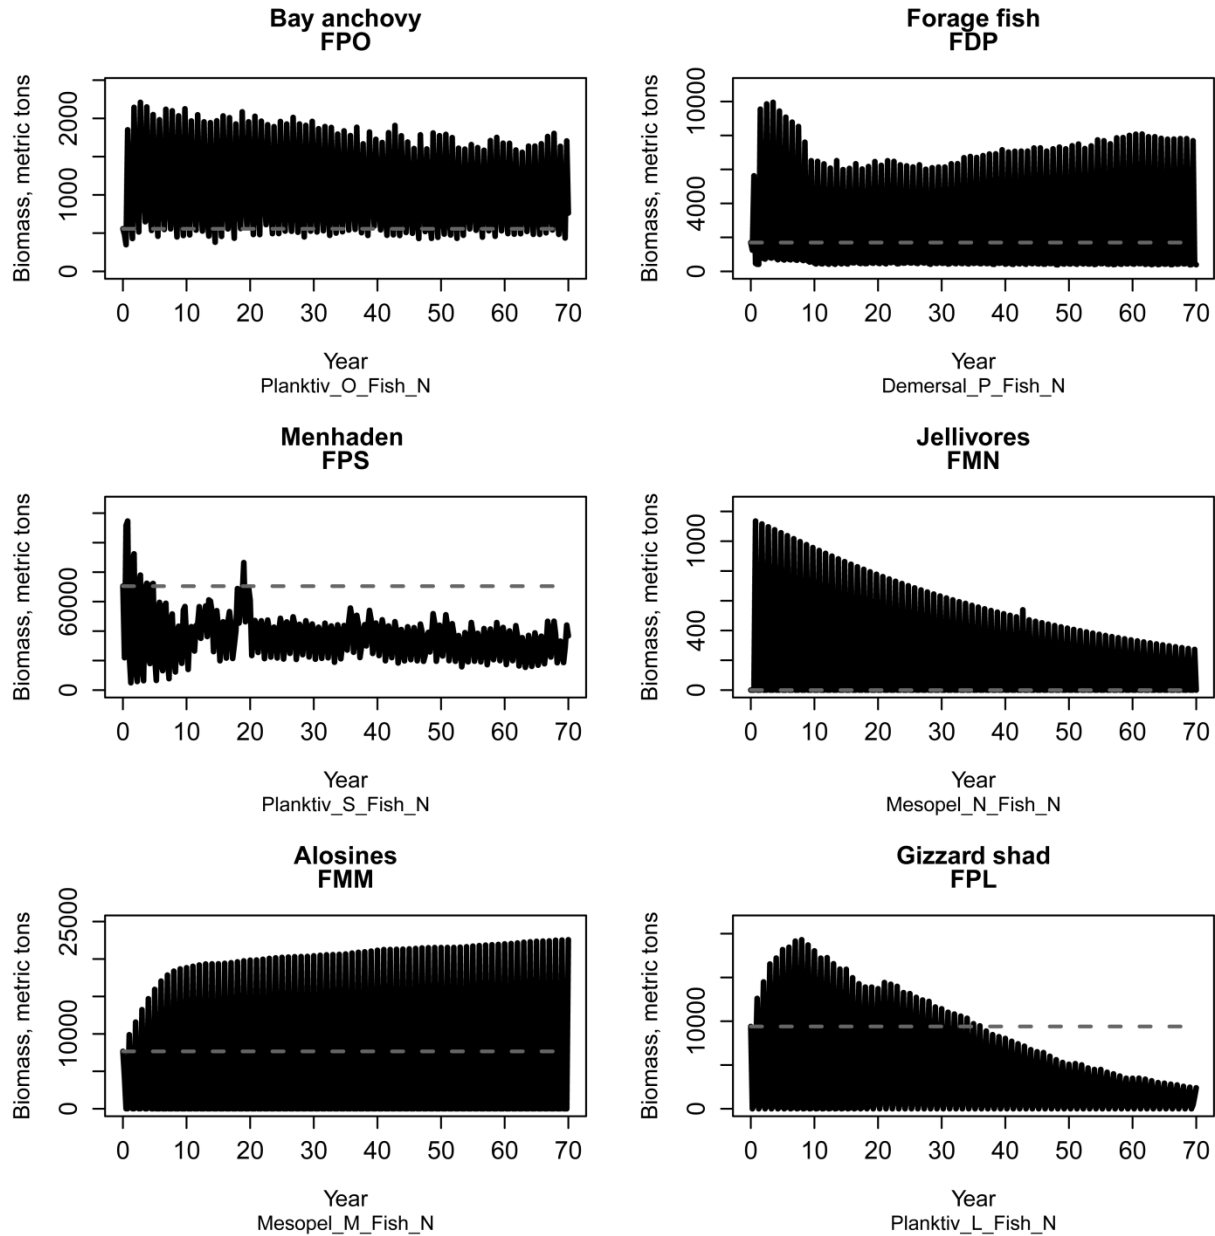 Bay anchovy
FPO
Biomass, metric tons
0 1000 2000
0 10 20 30 40 50 60 70
Year
Planktiv_O_Fish_N
Forage fish
FDP
Biomass, metric tons
0 4000 10000
0 10 20 30 40 50 60 70
Year
Demersal_P_Fish_N
Menhaden
FPS
Biomass, metric tons
0 60000
0 10 20 30 40 50 60 70
Year
Planktiv_S_Fish_N
Jellivores
FMN
Biomass, metric tons
0 400 1000
0 10 20 30 40 50 60 70
Year
Mesopel_N_Fish_N
Alosines
FMM
Biomass, metric tons
0 10000 25000
0 10 20 30 40 50 60 70
Year
Mesopel_M_Fish_N
Gizzard shad
FPL
Biomass, metric tons
0 10000
0 10 20 30 40 50 60 70
Year
Planktiv_L_Fish_N